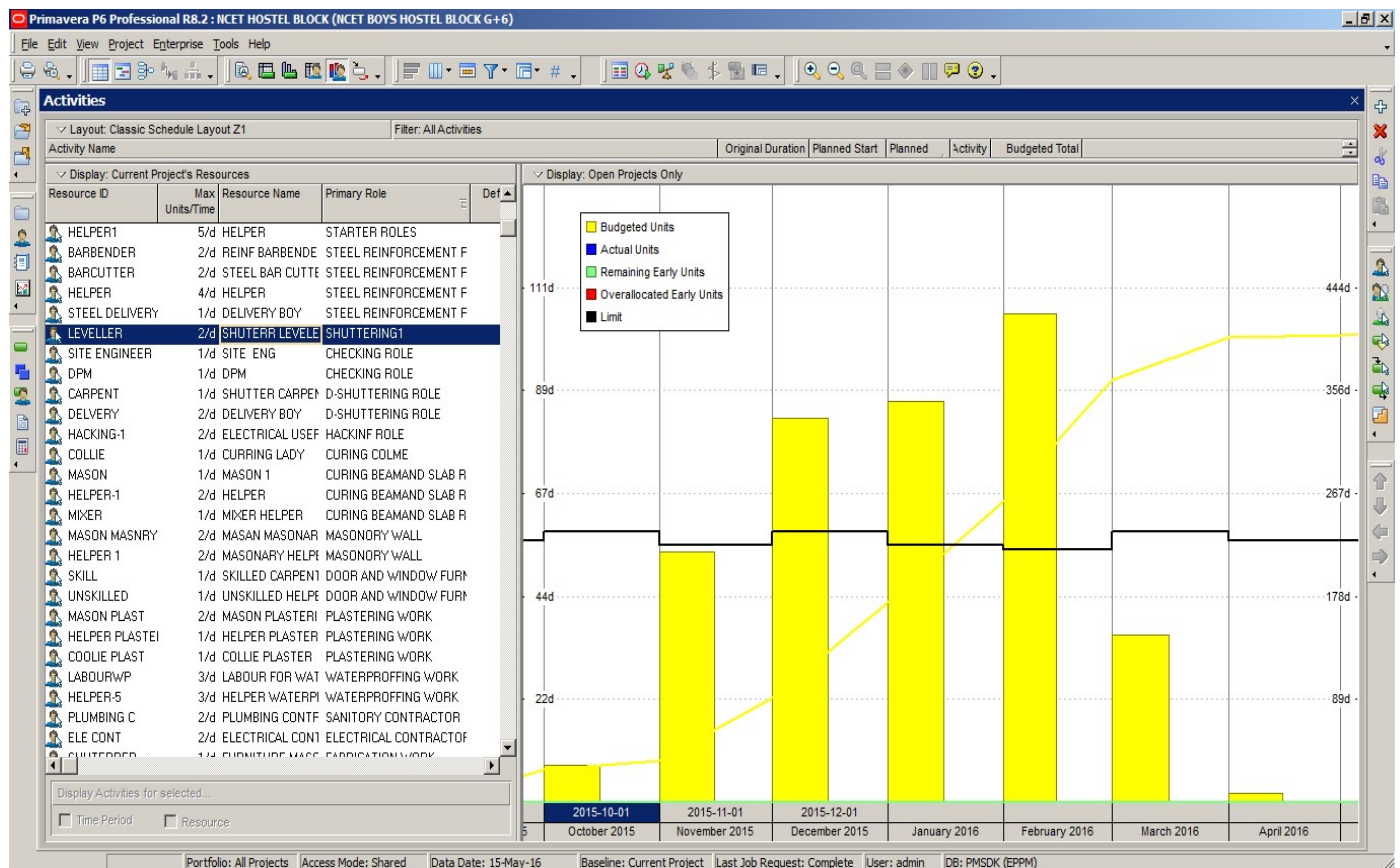 Primavera P6 Professional R8.2 : NCET HOSTEL BLOCK (NCET BOYS HOSTEL BLOCK G+6)
File Edit View Project Enterprise Tools Help
Activities
Layout: Classic Schedule Layout Z1 Filter: All Activities
Activity Name Original Duration Planned Start Planned Activity Budgeted Total
Display: Current Project's Resources
Resource ID Max Units/Time Resource Name Primary Role Def
HELPER1 5/d HELPER STARTER ROLES
BARBENDER 2/d REINF BARBENDE STEEL REINFORCEMENT F
BARCUTTER 2/d STEEL BAR CUTTE STEEL REINFORCEMENT F
HELPER 4/d HELPER STEEL REINFORCEMENT F
STEEL DELIVERY 1/d DELIVERY BOY STEEL REINFORCEMENT F
LEVELLER 2/d SHUTERR LEVELE SHUTTERING1
SITE ENGINEER 1/d SITE ENG CHECKING ROLE
DPM 1/d DPM CHECKING ROLE
CARPENT 1/d SHUTTER CARPEN D-SHUTTERING ROLE
DELVERY 2/d DELIVERY BOY D-SHUTTERING ROLE
HACKING-1 2/d ELECTRICAL USEF HACKINF ROLE
COLLIE 1/d CURRING LADY CURING COLME
MASON 1/d MASON 1 CURING BEAMAND SLAB R
HELPER-1 2/d HELPER CURING BEAMAND SLAB R
MIXER 1/d MIXER HELPER CURING BEAMAND SLAB R
MASON MASNRY 2/d MASAN MASONAR MASONORY WALL
HELPER 1 2/d MASONARY HELPE MASONORY WALL
SKILL 1/d SKILLED CARPENT DOOR AND WINDOW FURN
UNSKILLED 1/d UNSKILLED HELPE DOOR AND WINDOW FURN
MASON PLAST 2/d MASON PLASTERI PLASTERING WORK
HELPER PLASTEI 1/d HELPER PLASTER PLASTERING WORK
COOLIE PLAST 1/d COLLIE PLASTER PLASTERING WORK
LABOURWP 3/d LABOUR FOR WAT WATERPROFFING WORK
HELPER-5 3/d HELPER WATERPI WATERPROFFING WORK
PLUMBING C 2/d PLUMBING CONTF SANITORY CONTRACTOR
ELE CONT 2/d ELECTRICAL CONT ELECTRICAL CONTRACTOF
Display Activities for selected...
Time Period Resource
Display: Open Projects Only
Budgeted Units
Actual Units
Remaining Early Units
Overallocated Early Units
Limit
111d 444d
89d 356d
67d 267d
44d 178d
22d 89d
2015-10-01 2015-11-01 2015-12-01
5 October 2015 November 2015 December 2015 January 2016 February 2016 March 2016 April 2016
Portfolio: All Projects Access Mode: Shared Data Date: 15-May-16 Baseline: Current Project Last Job Request: Complete User: admin DB: PMSDK (EPPM)